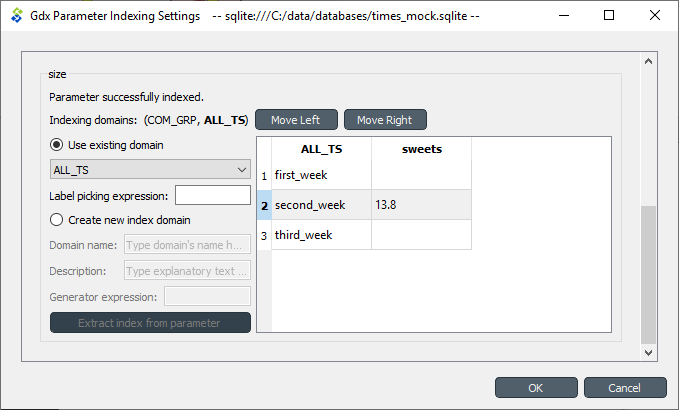 Gdx Parameter Indexing Settings -- sqlite:///C:/data/databases/times_mock.sqlite --
size
Parameter successfully indexed.
Indexing domains: (COM_GRP, ALL_TS) Move Left Move Right
Use existing domain
ALL_TS
Label picking expression:
Create new index domain
Domain name: Type domain's name h...
Description: Type explanatory text ...
Generator expression:
Extract index from parameter
ALL_TS sweets
1 first_week
2 second_week 13.8
3 third_week
OK Cancel